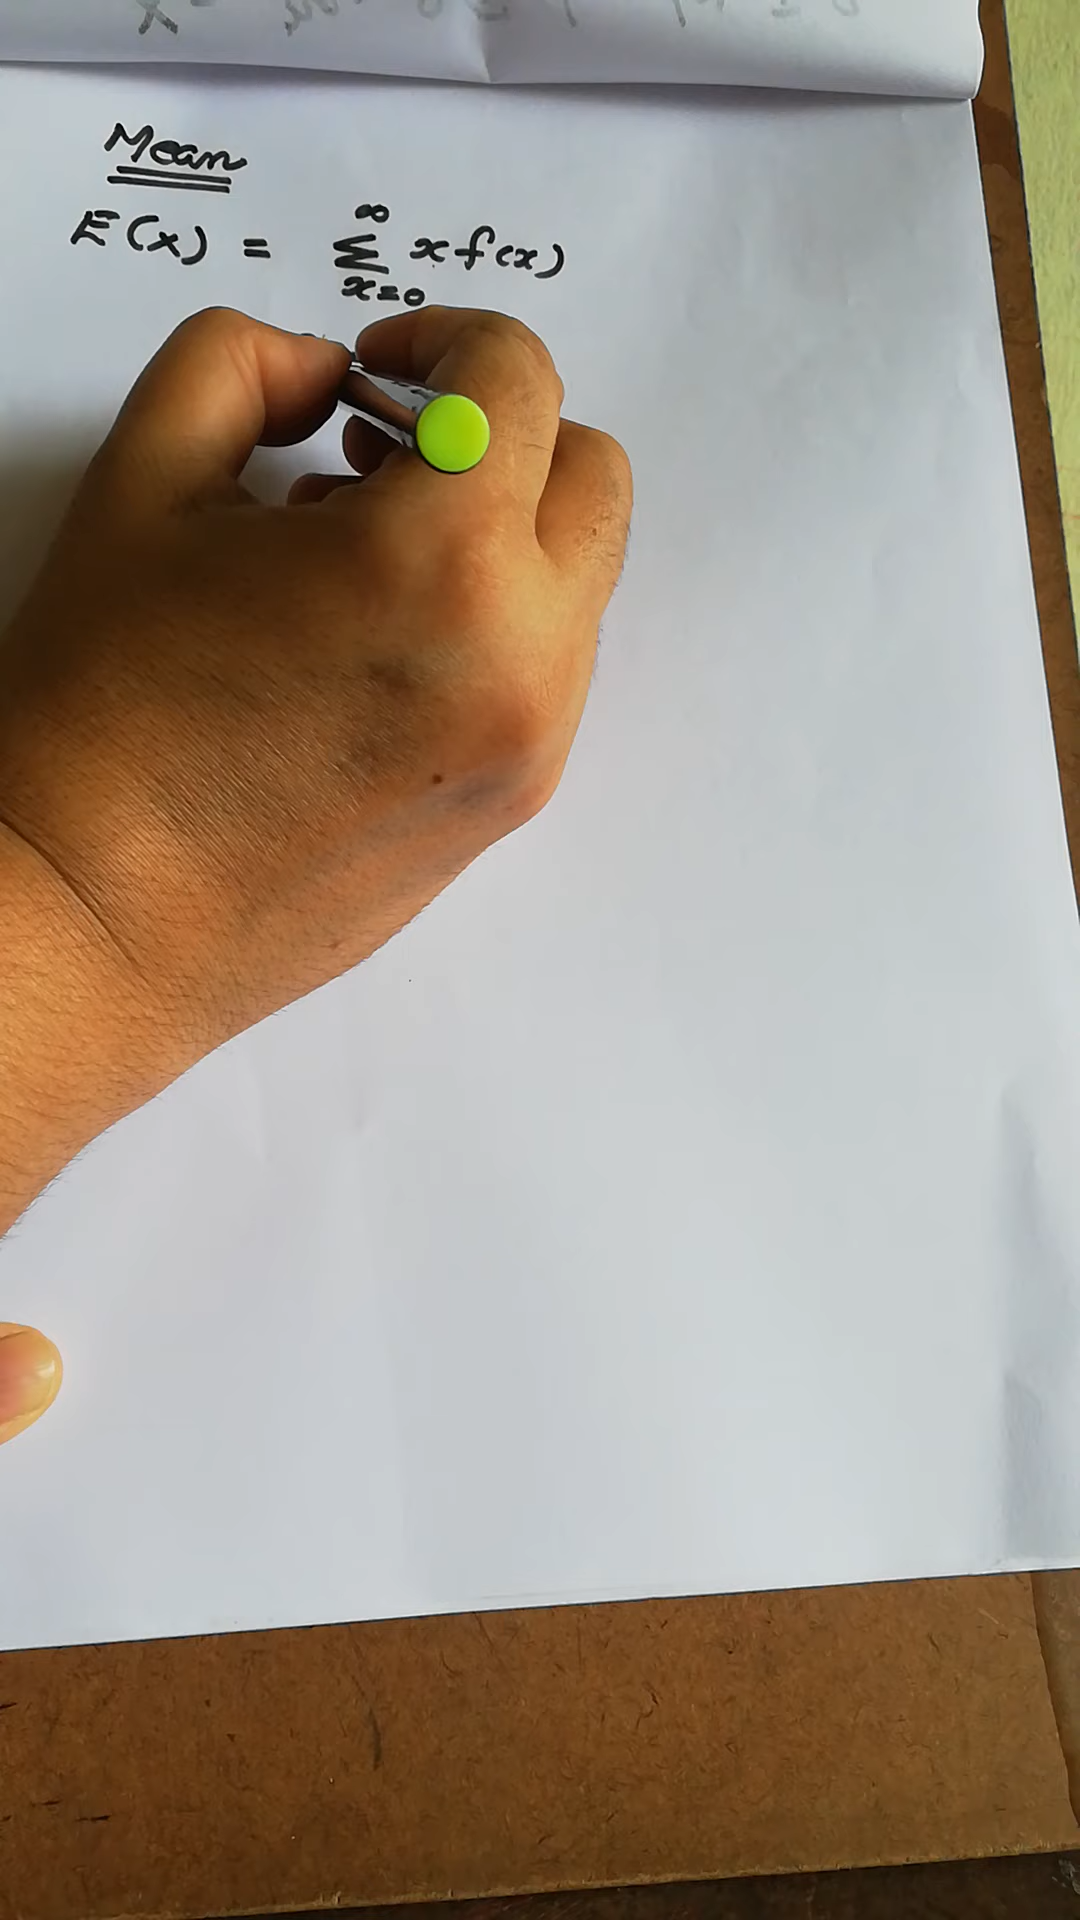 Mean
E(x) = ∞ Σ x=0 x f(x)